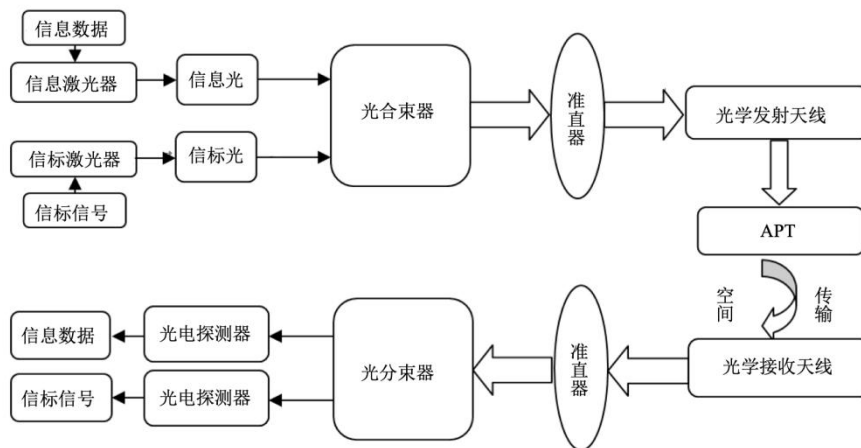 信息数据
信息激光器
信息光
信标激光器
信标光
信标信号
光合束器
准直器
光学发射天线
APT
空间
传输
光学接收天线
准直器
光分束器
光电探测器
信息数据
光电探测器
信标信号